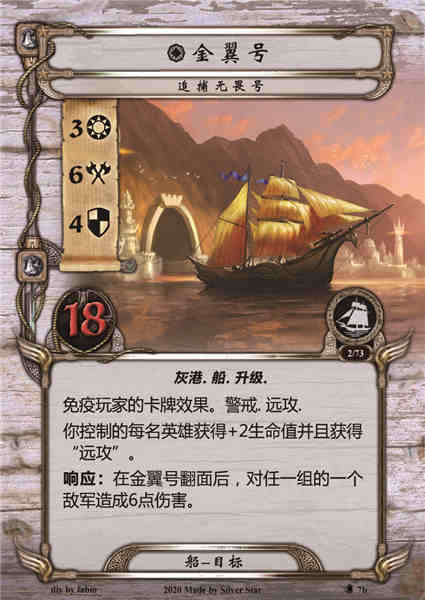 金翼号
追捕无畏号
3
6
4
18
2/73
灰港.船.升级.
免疫玩家的卡牌效果。警戒.远攻.
你控制的每名英雄获得+2生命值并且获得
“远攻”。
响应：在金翼号翻面后，对任一组的一个
敌军造成6点伤害。
船–目标
diy by fabio
2020 Made by Silver Star
7b